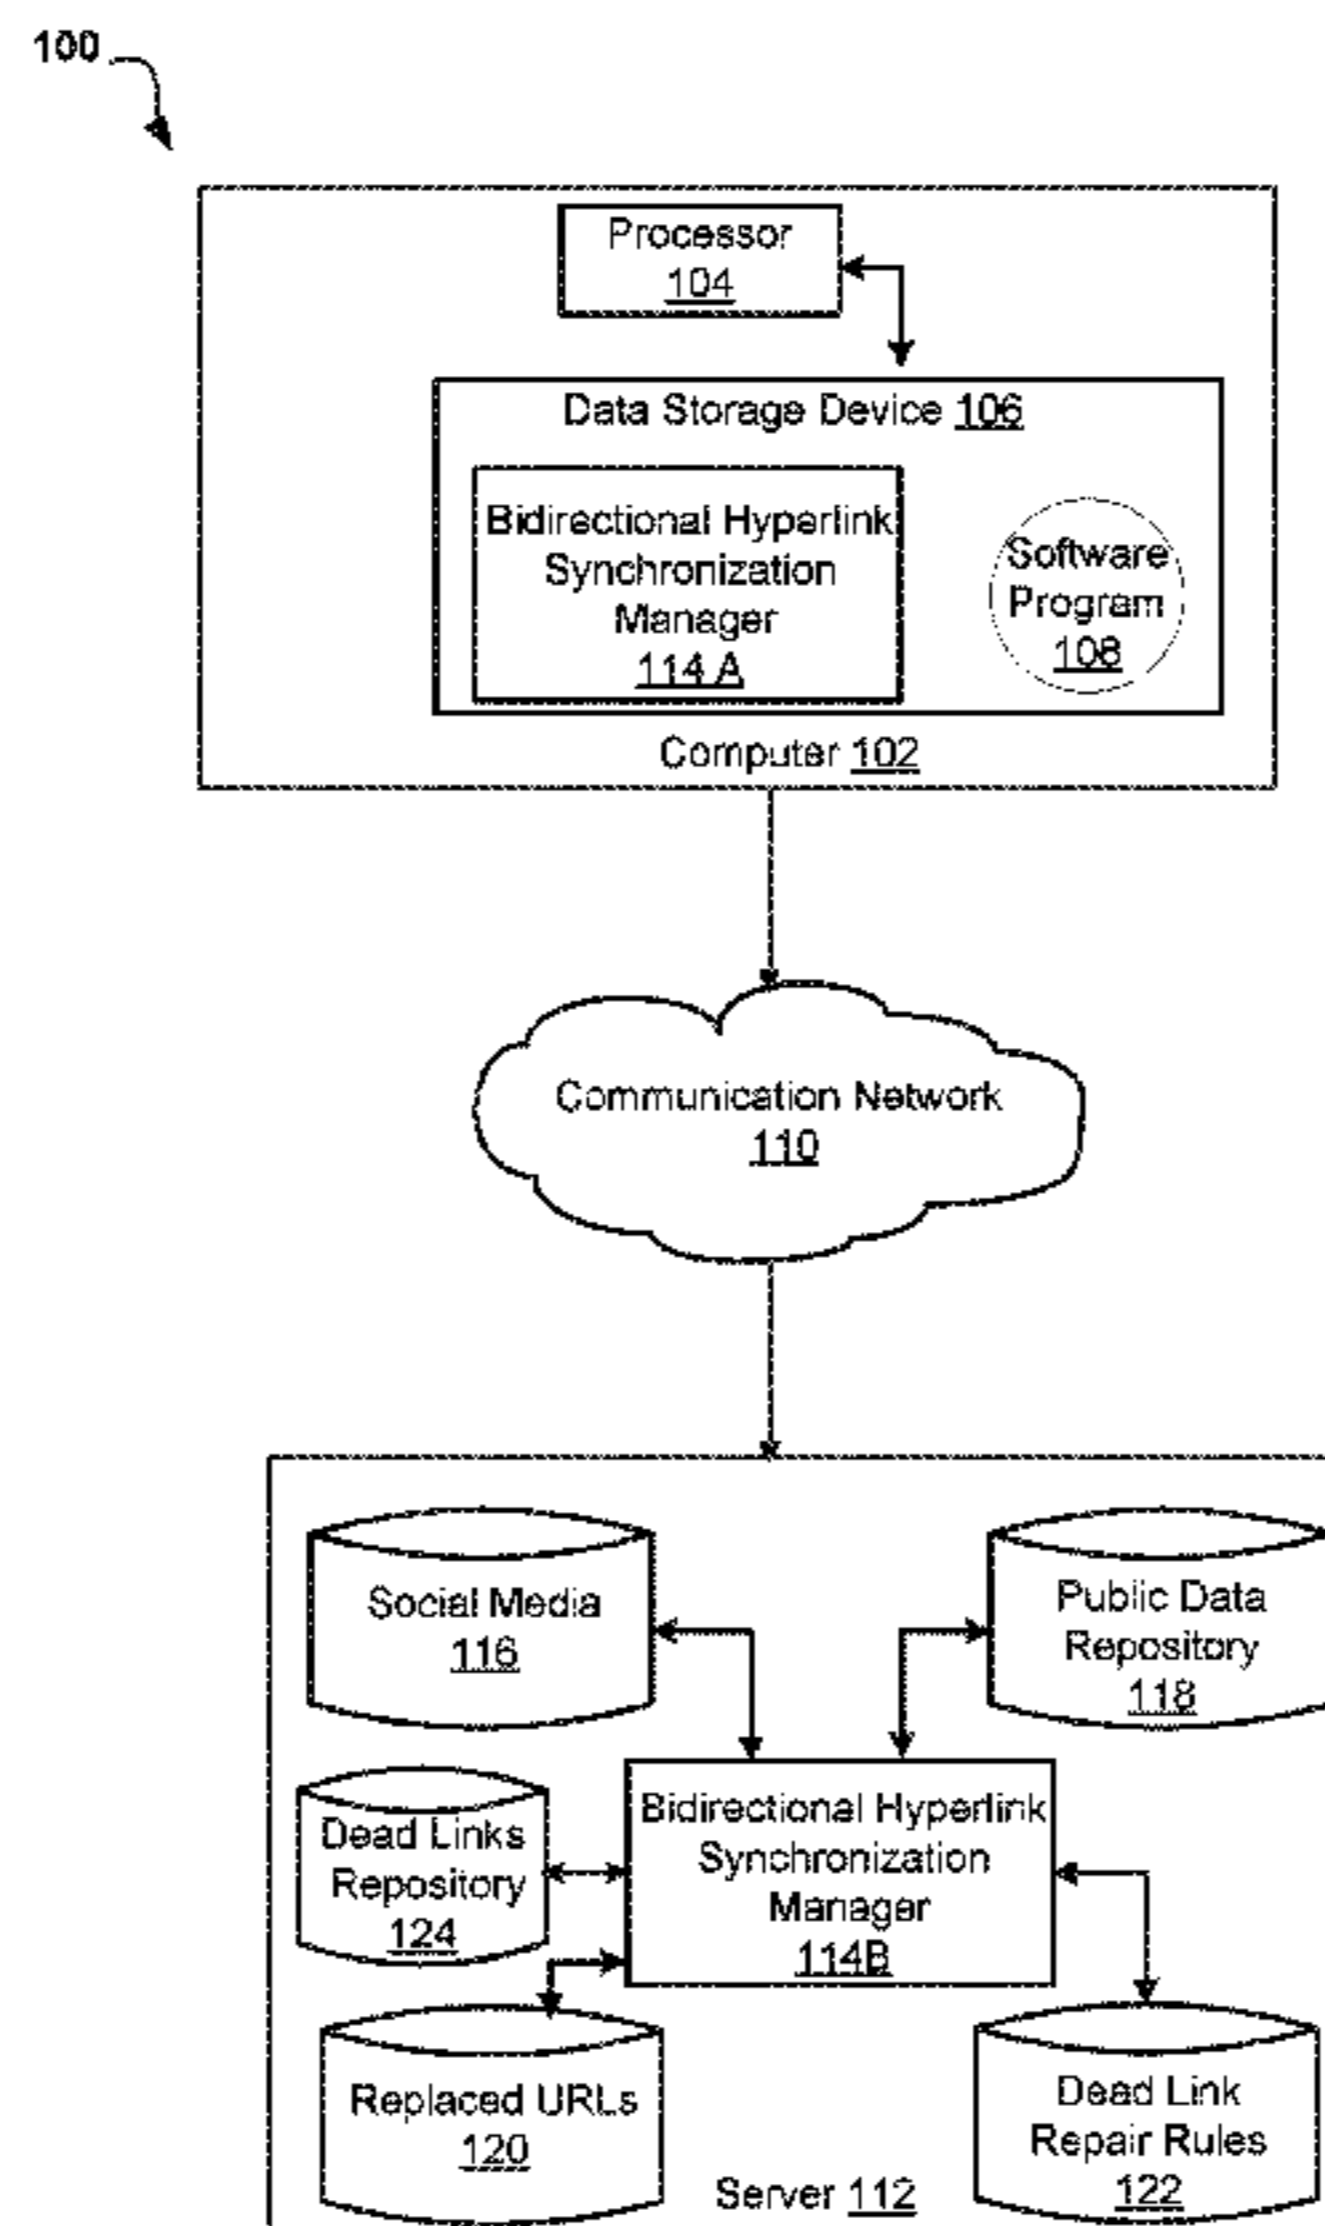 100
Processor
104
Data Storage Device 106
Bidirectional Hyperlink
Synchronization
Manager
114 A
Software
Program
108
Computer 102
Communication Network
110
Social Media
116
Public Data
Repository
118
Dead Links
Repository
124
Bidirectional Hyperlink
Synchronization
Manager
114B
Replaced URLs
120
Dead Link
Repair Rules
122
Server 112